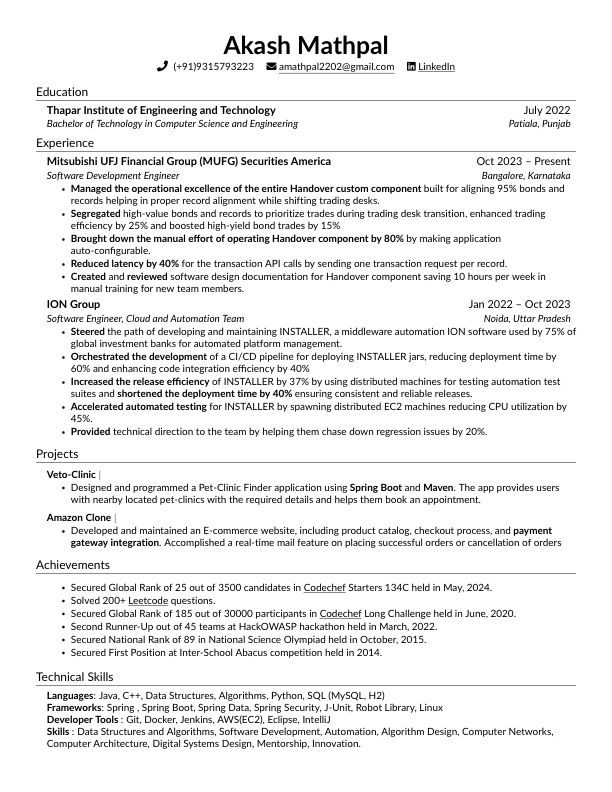 Akash Mathpal
(+91)9315793223 amathpal2202@gmail.com LinkedIn
Education
Thapar Institute of Engineering and Technology July 2022
Bachelor of Technology in Computer Science and Engineering Patiala, Punjab
Experience
Mitsubishi UFJ Financial Group (MUFG) Securities America Oct 2023 – Present
Software Development Engineer Bangalore, Karnataka
• Managed the operational excellence of the entire Handover custom component built for aligning 95% bonds and
records helping in proper record alignment while shifting trading desks.
• Segregated high-value bonds and records to prioritize trades during trading desk transition, enhanced trading
efficiency by 25% and boosted high-yield bond trades by 15%
• Brought down the manual effort of operating Handover component by 80% by making application
auto-configurable.
• Reduced latency by 40% for the transaction API calls by sending one transaction request per record.
• Created and reviewed software design documentation for Handover component saving 10 hours per week in
manual training for new team members.
ION Group Jan 2022 – Oct 2023
Software Engineer, Cloud and Automation Team Noida, Uttar Pradesh
• Steered the path of developing and maintaining INSTALLER, a middleware automation ION software used by 75% of
global investment banks for automated platform management.
• Orchestrated the development of a CI/CD pipeline for deploying INSTALLER jars, reducing deployment time by
60% and enhancing code integration efficiency by 40%
• Increased the release efficiency of INSTALLER by 37% by using distributed machines for testing automation test
suites and shortened the deployment time by 40% ensuring consistent and reliable releases.
• Accelerated automated testing for INSTALLER by spawning distributed EC2 machines reducing CPU utilization by
45%.
• Provided technical direction to the team by helping them chase down regression issues by 20%.
Projects
Veto-Clinic |
• Designed and programmed a Pet-Clinic Finder application using Spring Boot and Maven. The app provides users
with nearby located pet-clinics with the required details and helps them book an appointment.
Amazon Clone |
• Developed and maintained an E-commerce website, including product catalog, checkout process, and payment
gateway integration. Accomplished a real-time mail feature on placing successful orders or cancellation of orders
Achievements
• Secured Global Rank of 25 out of 3500 candidates in Codechef Starters 134C held in May, 2024.
• Solved 200+ Leetcode questions.
• Secured Global Rank of 185 out of 30000 participants in Codechef Long Challenge held in June, 2020.
• Second Runner-Up out of 45 teams at HackOWASP hackathon held in March, 2022.
• Secured National Rank of 89 in National Science Olympiad held in October, 2015.
• Secured First Position at Inter-School Abacus competition held in 2014.
Technical Skills
Languages: Java, C++, Data Structures, Algorithms, Python, SQL (MySQL, H2)
Frameworks: Spring , Spring Boot, Spring Data, Spring Security, J-Unit, Robot Library, Linux
Developer Tools : Git, Docker, Jenkins, AWS(EC2), Eclipse, IntelliJ
Skills : Data Structures and Algorithms, Software Development, Automation, Algorithm Design, Computer Networks,
Computer Architecture, Digital Systems Design, Mentorship, Innovation.